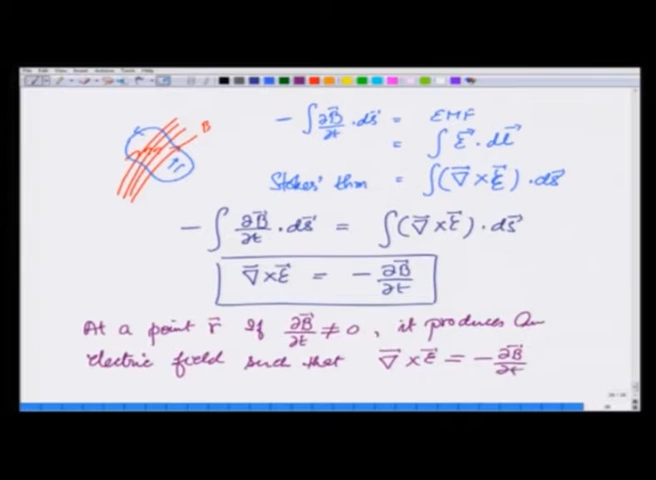 B
− ∫ ∂B⃗/∂t · ds⃗ = EMF
= ∫ E⃗ · dl⃗
Stokes' thm = ∫ (∇⃗ × E⃗) · ds⃗
− ∫ ∂B⃗/∂t · ds⃗ = ∫ (∇⃗ × E⃗) · ds⃗
∇⃗ × E⃗ = − ∂B⃗/∂t
At a point r⃗ If ∂B⃗/∂t ≠ 0, it produces an
electric field such that ∇⃗ × E⃗ = − ∂B⃗/∂t